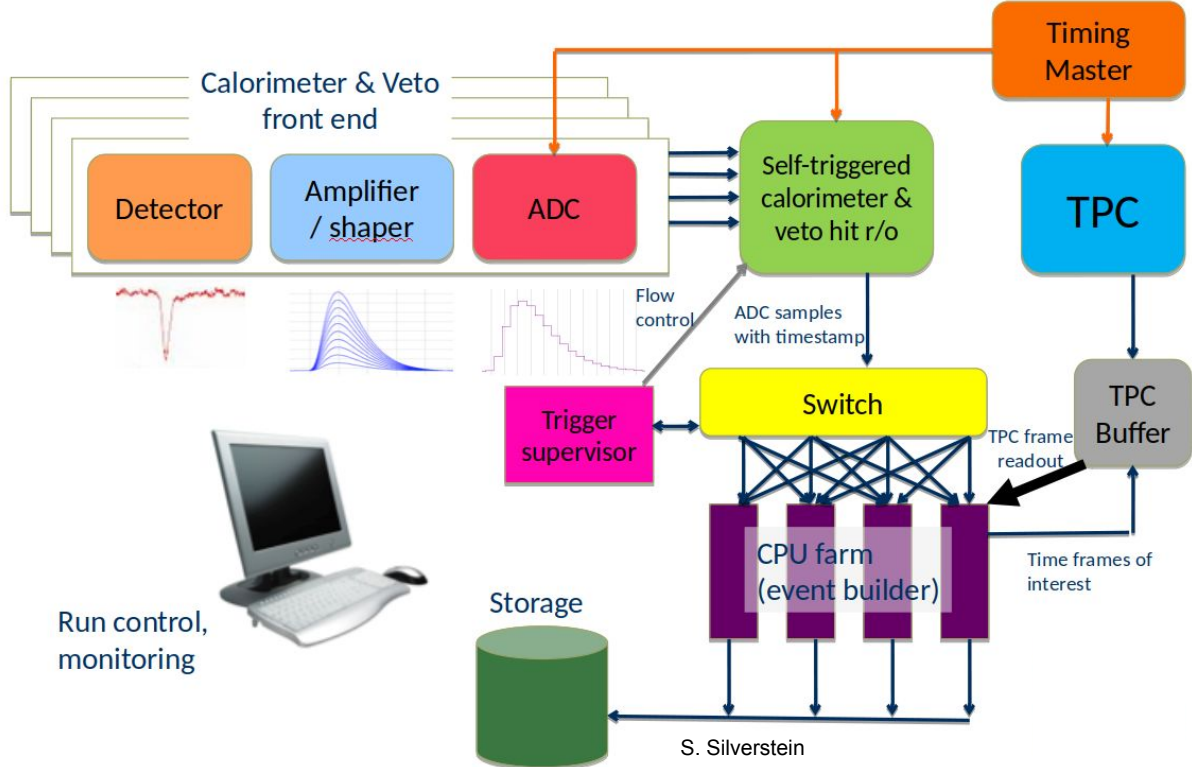 Timing
Master
Calorimeter & Veto
front end
Detector
Amplifier
/ shaper
ADC
Self-triggered
calorimeter &
veto hit r/o
TPC
Flow
control
ADC samples
with timestamp
Trigger
supervisor
Switch
TPC
Buffer
TPC frame
readout
CPU farm
(event builder)
Time frames of
interest
Storage
Run control,
monitoring
S. Silverstein